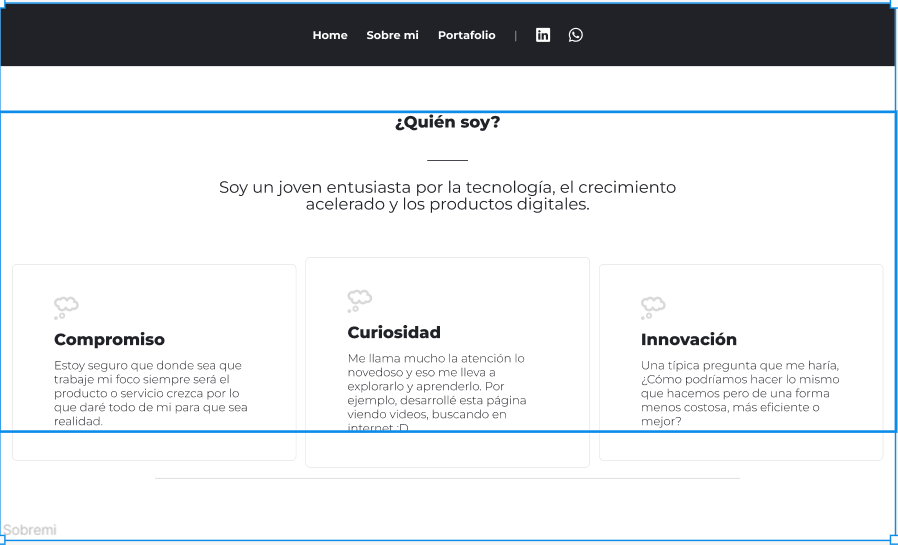 Home Sobre mi Portafolio |
¿Quién soy?
Soy un joven entusiasta por la tecnología, el crecimiento
acelerado y los productos digitales.
Compromiso
Estoy seguro que donde sea que
trabaje mi foco siempre será el
producto o servicio crezca por lo
que daré todo de mi para que sea
realidad.
Curiosidad
Me llama mucho la atención lo
novedoso y eso me lleva a
explorarlo y aprenderlo. Por
ejemplo, desarrollé esta página
viendo videos, buscando en
internet :D
Innovación
Una típica pregunta que me haría,
¿Cómo podríamos hacer lo mismo
que hacemos pero de una forma
menos costosa, más eficiente o
mejor?
Sobremi